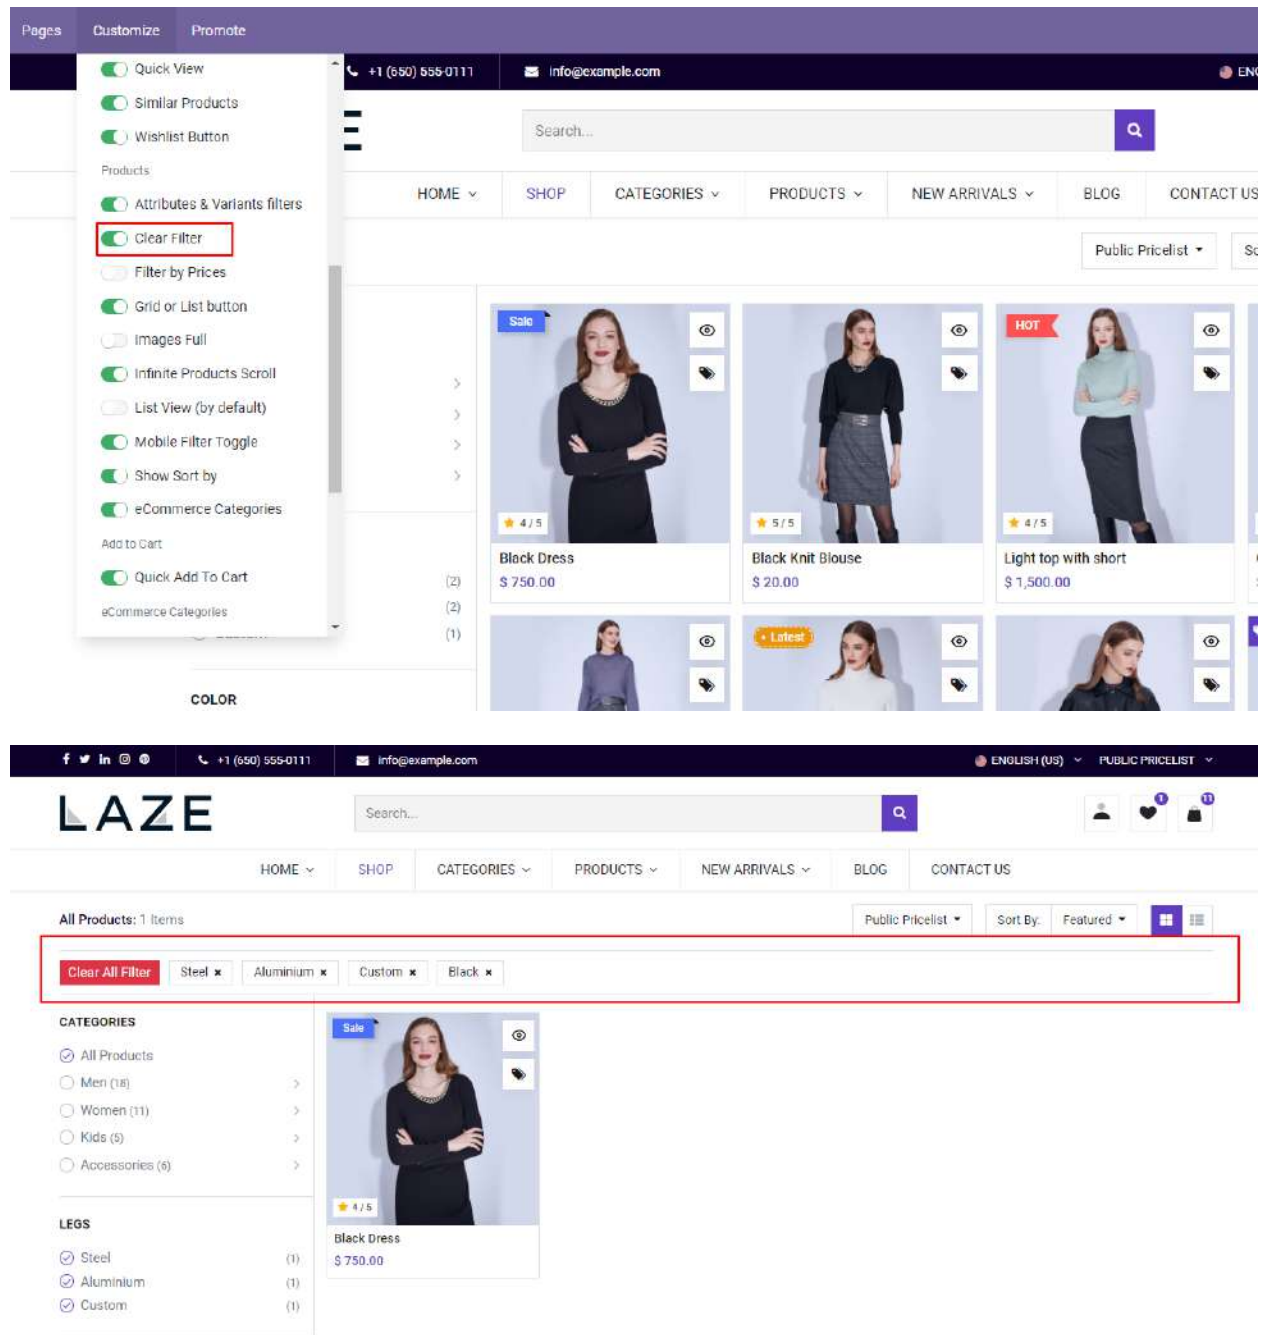 Pages Customize Promote
Quick View
+1 (650) 555-0111 info@example.com
Similar Products
Wishlist Button
Search...
Products
Attributes & Variants filters
HOME SHOP CATEGORIES PRODUCTS NEW ARRIVALS BLOG CONTACT US
Clear Filter
Public Pricelist
Filter by Prices
Grid or List button
Images Full
Infinite Products Scroll
List View (by default)
Mobile Filter Toggle
Show Sort by
eCommerce Categories
Add to Cart
Quick Add To Cart
eCommerce Categories
(2)
(2)
(1)
COLOR
Sale
HOT
4 / 5
5 / 5
4 / 5
Black Dress
Black Knit Blouse
Light top with short
$ 750.00
$ 20.00
$ 1,500.00
Latest
+1 (650) 555-0111 info@example.com ENGLISH (US) PUBLIC PRICELIST
LAZE
Search...
1 11
HOME SHOP CATEGORIES PRODUCTS NEW ARRIVALS BLOG CONTACT US
All Products: 1 Items
Public Pricelist Sort By: Featured
Clear All Filter Steel × Aluminium × Custom × Black ×
CATEGORIES
All Products
Men (18)
Women (11)
Kids (5)
Accessories (6)
LEGS
Steel (1)
Aluminium (1)
Custom (1)
Sale
4 / 5
Black Dress
$ 750.00